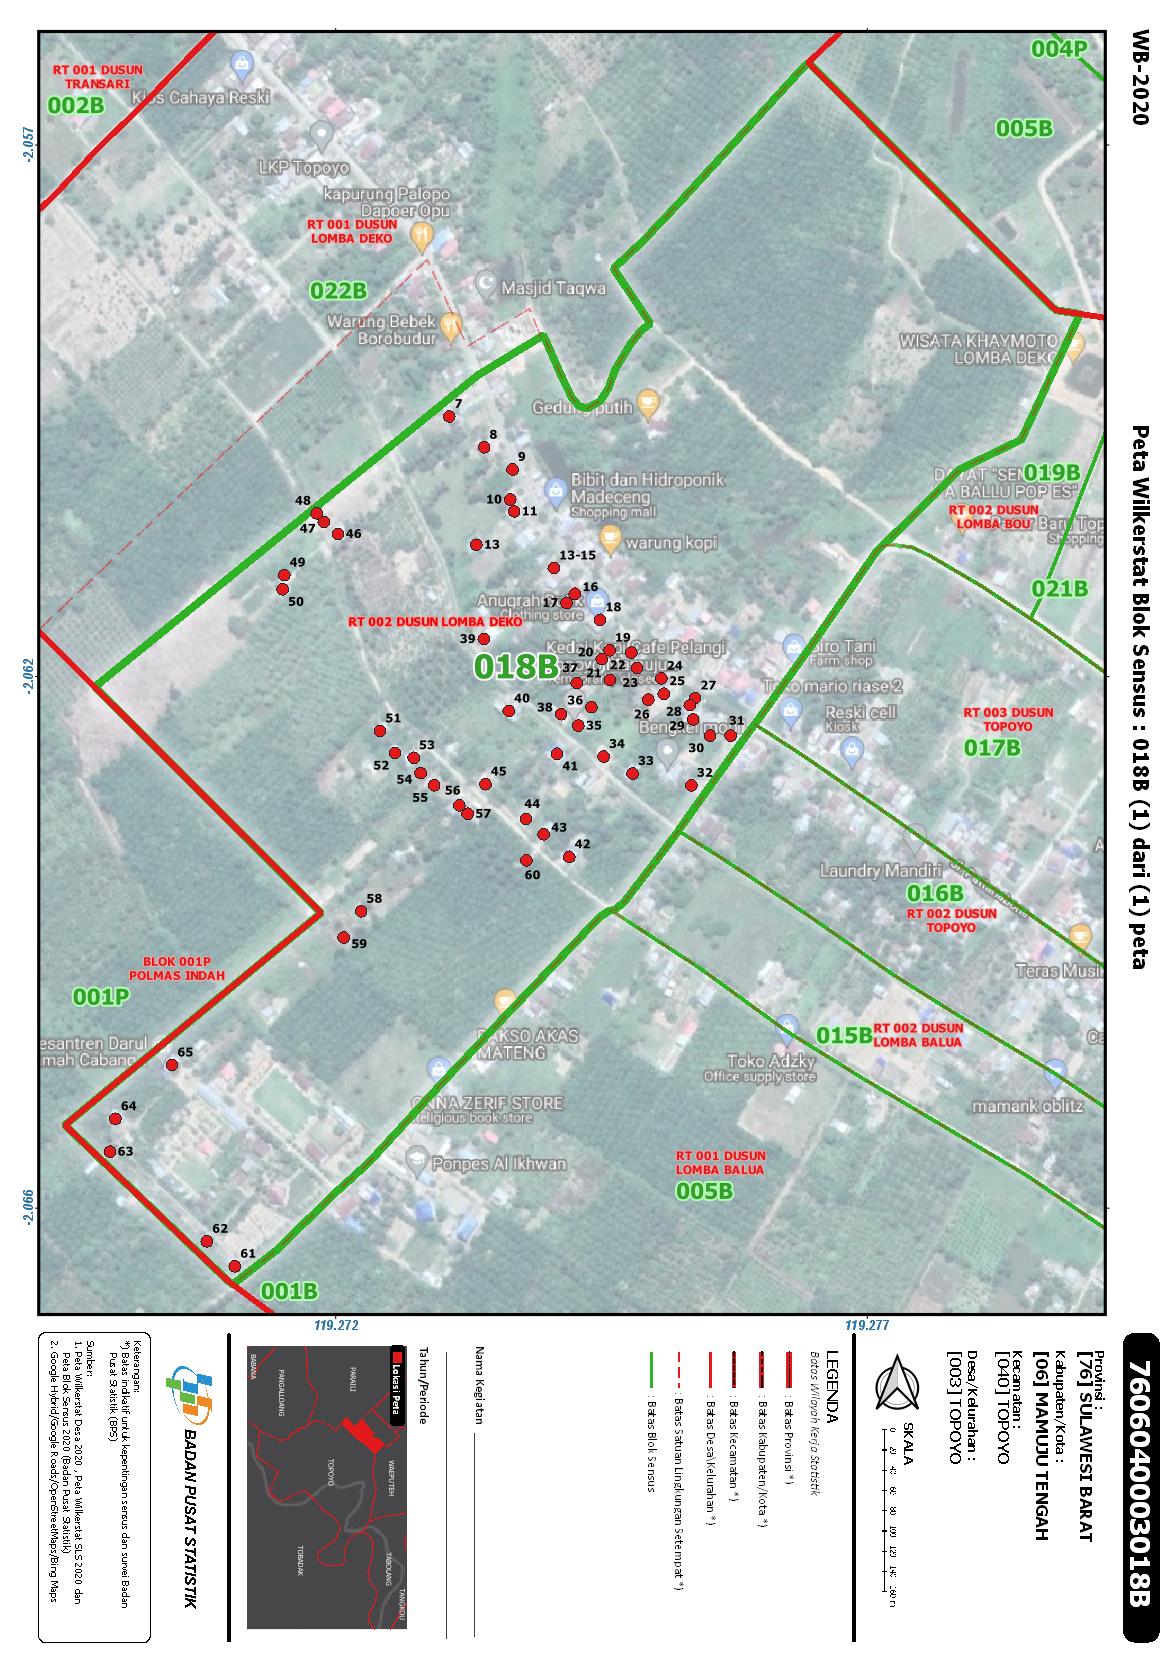 WB-2020
Peta Wilkerstat Blok Sensus : 018B (1) dari (1) peta
-2.057
-2.062
-2.066
119.272
119.277
RT 001 DUSUN
TRANSARI
002B
Kios Cahaya Reski
LKP Topoyo
kapurung Palopo
Dapoer Opu
RT 001 DUSUN
LOMBA DEKO
022B
Masjid Taqwa
Warung Bebek
Borobudur
004P
005B
WISATA KHAYMOTO
LOMBA DEKO
Gedung putih
7
8
9
10
11
Bibit dan Hidroponik
Madeceng
Shopping mall
warung kopi
019B
A BALLU POP ES"
RT 002 DUSUN
LOMBA BOU
Shopping
021B
48
47
46
49
50
13
13-15
16
17
18
Clothing store
RT 002 DUSUN LOMBA DEKO
39
018B
19
20
21
22
23
24
25
26
27
28
29
30
31
32
33
34
35
36
37
38
40
41
42
43
44
45
51
52
53
54
55
56
57
58
59
60
Biro Tani
Farm shop
Toko mario riase 2
Reski cell
Kiosk
RT 003 DUSUN
TOPOYO
017B
Laundry Mandiri
016B
RT 002 DUSUN
TOPOYO
BLOK 001P
POLMAS INDAH
001P
esantren Darul
mah Cabang
65
64
63
62
61
BAKSO AKAS
MATENG
ONNA ZERIF STORE
Religious book store
Ponpes Al Ikhwan
Toko Adzky
Office supply store
015B
RT 002 DUSUN
LOMBA BALUA
mamank oblitz
RT 001 DUSUN
LOMBA BALUA
005B
001B
7606040003018B
Provinsi :
[76] SULAWESI BARAT
Kabupaten/Kota :
[06] MAMUJU TENGAH
Kecamatan :
[040] TOPOYO
Desa/Kelurahan :
[003] TOPOYO
SKALA
0 20 40 60 80 100 120 140 160 m
LEGENDA
Batas Wilayah Kerja Statistik
: Batas Provinsi *)
: Batas Kabupaten/Kota *)
: Batas Kecamatan *)
: Batas Desa\Kelurahan *)
: Batas Satuan Lingkungan Setempat *)
: Batas Blok Sensus
Nama Kegiatan
Tahun/Periode
Lokasi Peta
PARAILI
WAEPUTEH
PANGALLOANG
BABANA
TOPOYO
TABOLANG
TOBADAK
TANGKOU
BADAN PUSAT STATISTIK
Keterangan:
*) Batas indikatif untuk kepentingan sensus dan survei Badan
Pusat Statistik (BPS)
Sumber:
1. Peta Wilkerstat Desa 2020 , Peta Wilkerstat SLS 2020 dan
Peta Blok Sensus 2020 (Badan Pusat Statistik)
2. Google Hybrid/Google Roads/OpenStreetMaps/Bing Maps